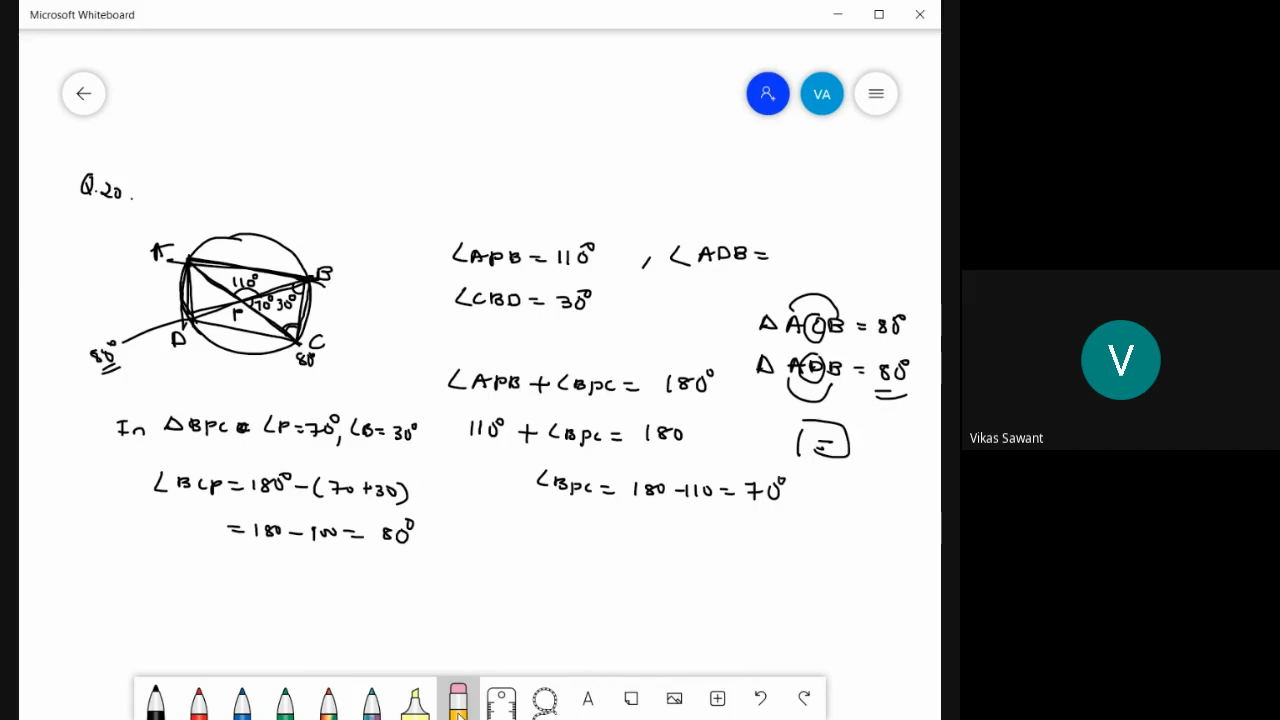 Microsoft Whiteboard
VA
Q.20.
A
B
110°
70° 30°
P
D
C
80°
80°
∠APB = 110°, ∠ADB =
∠CBD = 30°
△ ACB = 80°
△ ADB = 80°
∠APB + ∠BPC = 180°
In △BPC ∠P=70°, ∠B=30°
110° + ∠BPC = 180
∠BCP = 180° - (70+30)
∠BPC = 180 - 110 = 70°
= 180 - 100 = 80°
V
Vikas Sawant
A